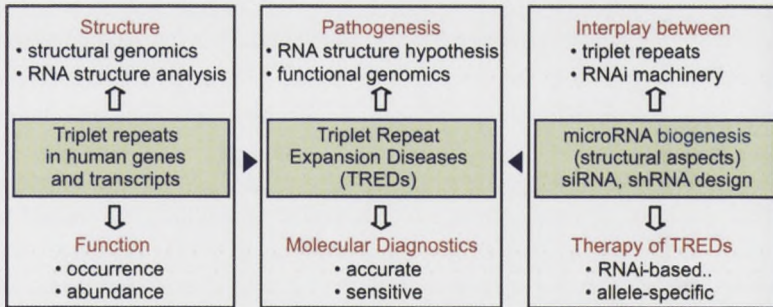 Structure
• structural genomics
• RNA structure analysis
Triplet repeats
in human genes
and transcripts
Function
• occurrence
• abundance
Pathogenesis
• RNA structure hypothesis
• functional genomics
Triplet Repeat
Expansion Diseases
(TREDs)
Molecular Diagnostics
• accurate
• sensitive
Interplay between
• triplet repeats
• RNAi machinery
microRNA biogenesis
(structural aspects)
siRNA, shRNA design
Therapy of TREDs
• RNAi-based..
• allele-specific